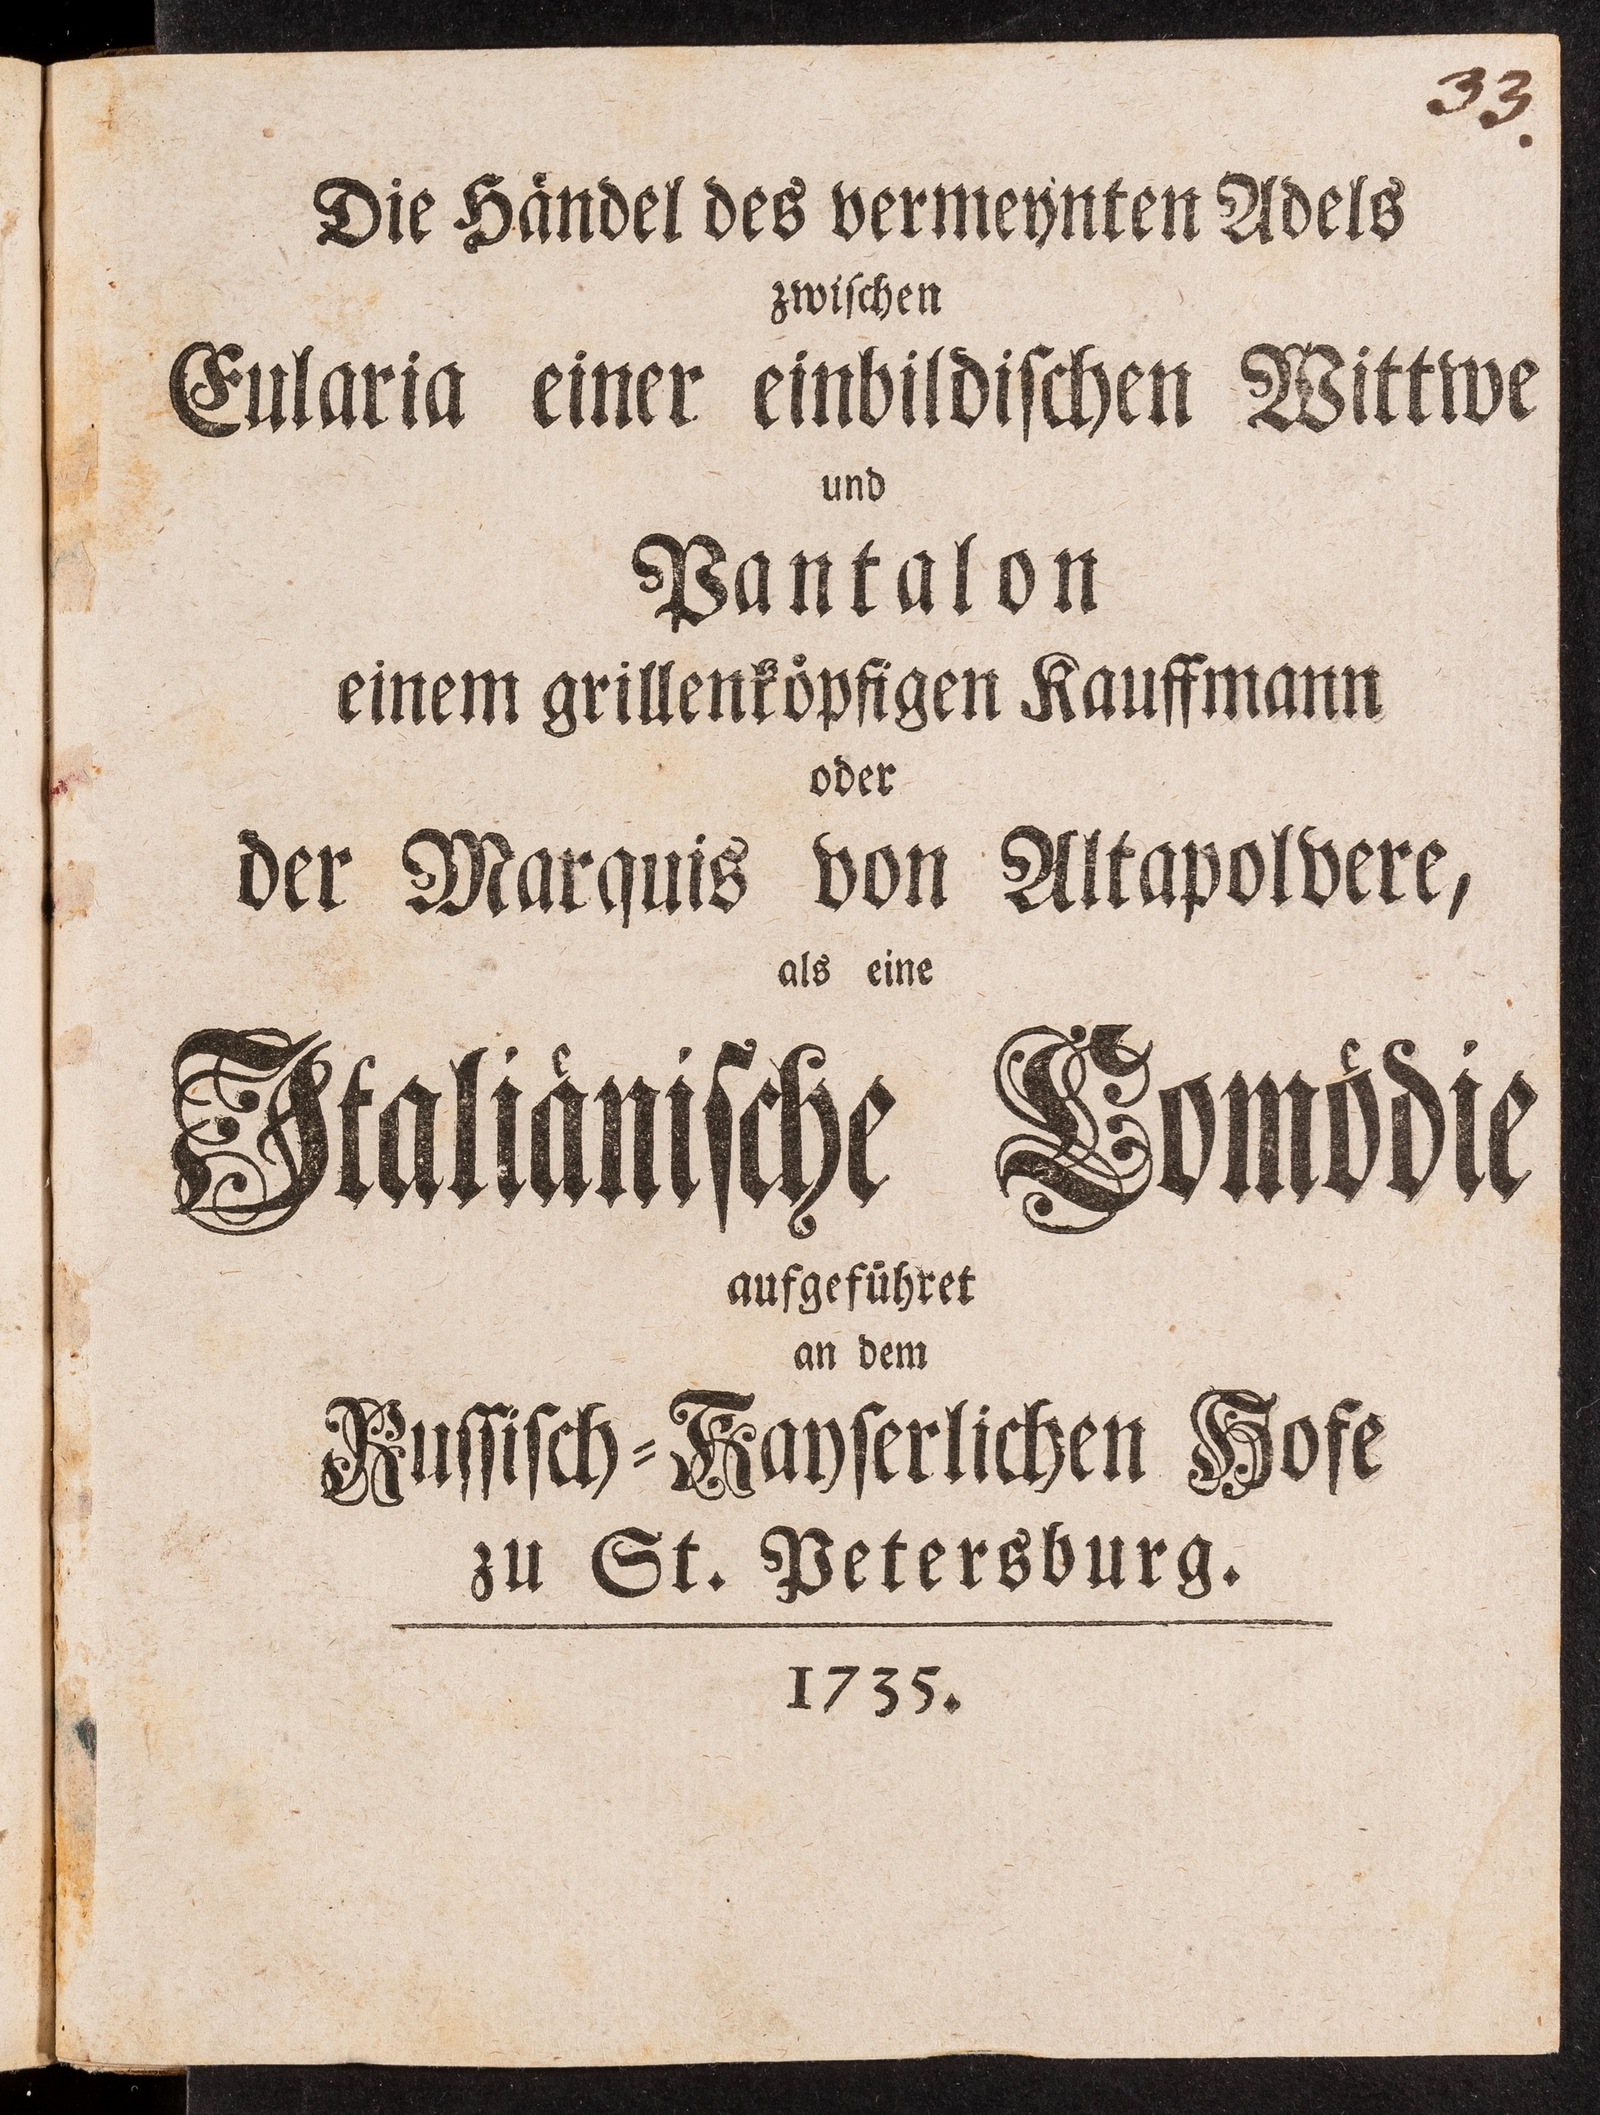 33.
Die Händel des vermeynten Adels
zwischen
Eularia einer einbildischen Wittwe
und
Pantalon
einem grillenköpfigen Kauffmann
oder
der Marquis von Altapolvere,
als eine
Italiänische Comödie
aufgeführet
an dem
Russisch-Kayserlichen Hofe
zu St. Petersburg.
1735.